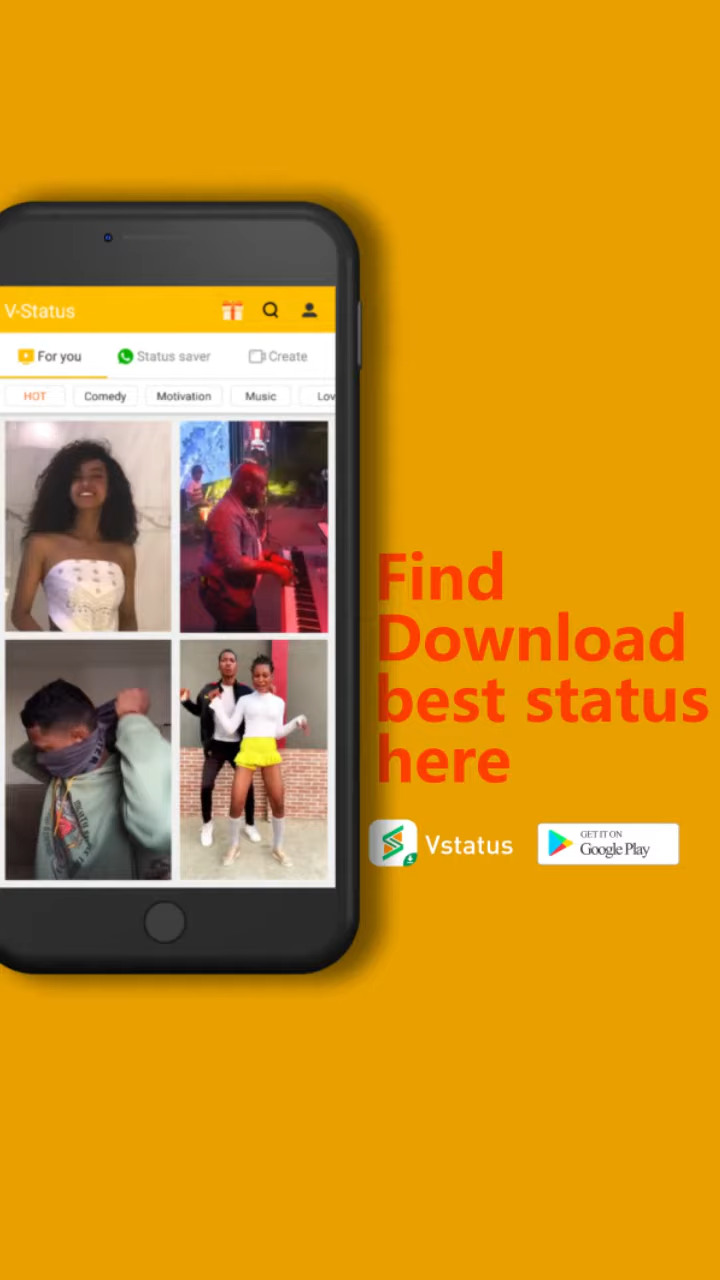 V-Status
For you
Status saver
Create
HOT
Comedy
Motivation
Music
Lov
Find
Download
best status
here
Vstatus
GET IT ON
Google Play